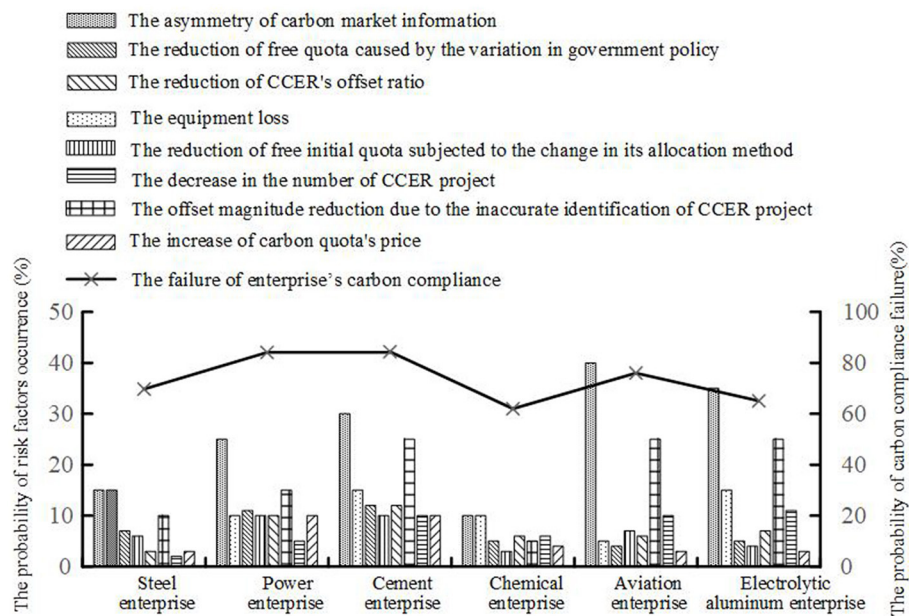 The asymmetry of carbon market information
The reduction of free quota caused by the variation in government policy
The reduction of CCER's offset ratio
The equipment loss
The reduction of free initial quota subjected to the change in its allocation method
The decrease in the number of CCER project
The offset magnitude reduction due to the inaccurate identification of CCER project
The increase of carbon quota's price
The failure of enterprise's carbon compliance
The probability of risk factors occurrence (%)
50
40
30
20
10
0
100
80
60
40
20
0
The probability of carbon compliance failure(%)
Steel
enterprise
Power
enterprise
Cement
enterprise
Chemical
enterprise
Aviation
enterprise
Electrolytic
aluminum enterprise